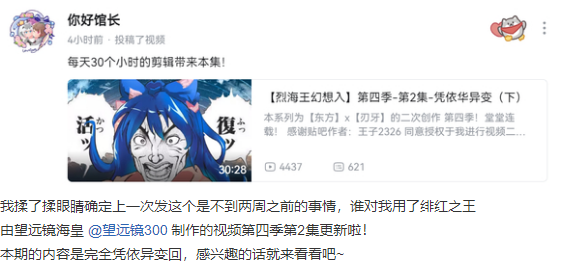 你好馆长
4小时前 · 投稿了视频
每天30个小时的剪辑带来本集!
【烈海王幻想入】第四季-第2集-凭依华异变（下）
本系列为【东方】x【刃牙】的二次创作 第四季！堂堂连
载！ 感谢贴吧作者：王子2326 同意授权于我进行视频二...
かつ
活
ッ
ふっ
復
ッ
30:28
4437
621
我揉了揉眼睛确定上一次发这个是不到两周之前的事情，谁对我用了绯红之王
由望远镜海皇 @望远镜300 制作的视频第四季第2集更新啦！
本期的内容是完全凭依异变回，感兴趣的话就来看看吧~